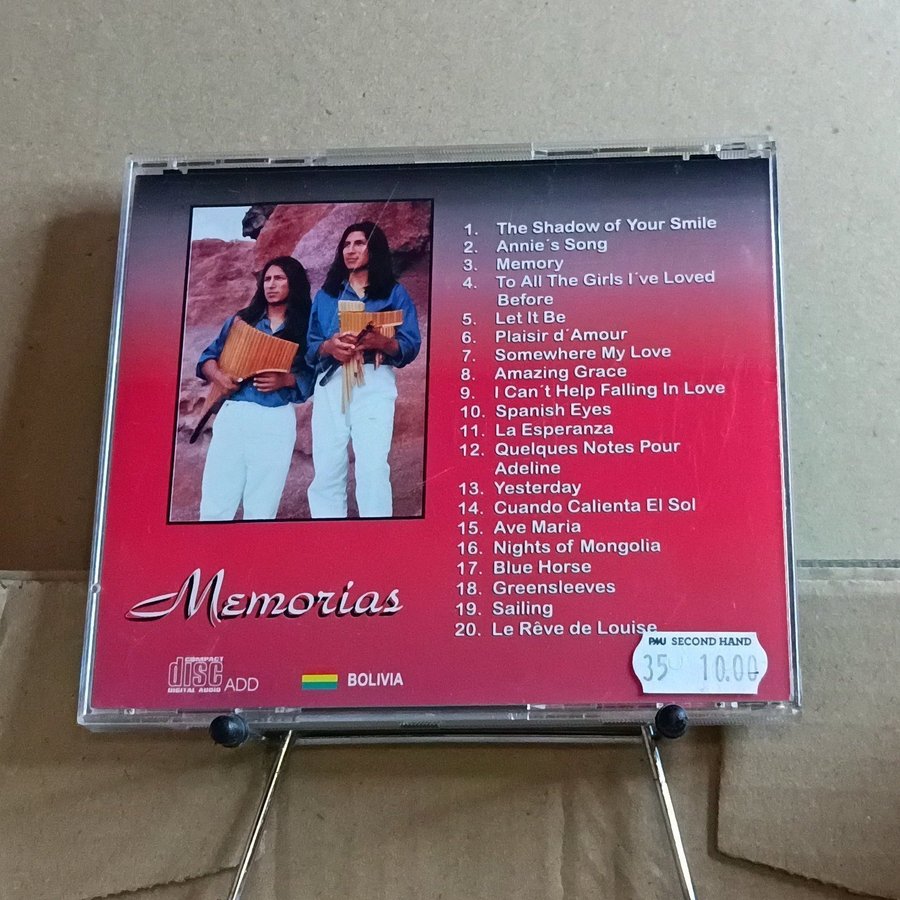 1. The Shadow of Your Smile
2. Annie´s Song
3. Memory
4. To All The Girls I´ve Loved
Before
5. Let It Be
6. Plaisir d´Amour
7. Somewhere My Love
8. Amazing Grace
9. I Can´t Help Falling In Love
10. Spanish Eyes
11. La Esperanza
12. Quelques Notes Pour
Adeline
13. Yesterday
14. Cuando Calienta El Sol
15. Ave Maria
16. Nights of Mongolia
17. Blue Horse
18. Greensleeves
19. Sailing
20. Le Rêve de Louise
Memorias
COMPACT
disc
DIGITAL AUDIO
ADD
BOLIVIA
PMU SECOND HAND
35 10.00